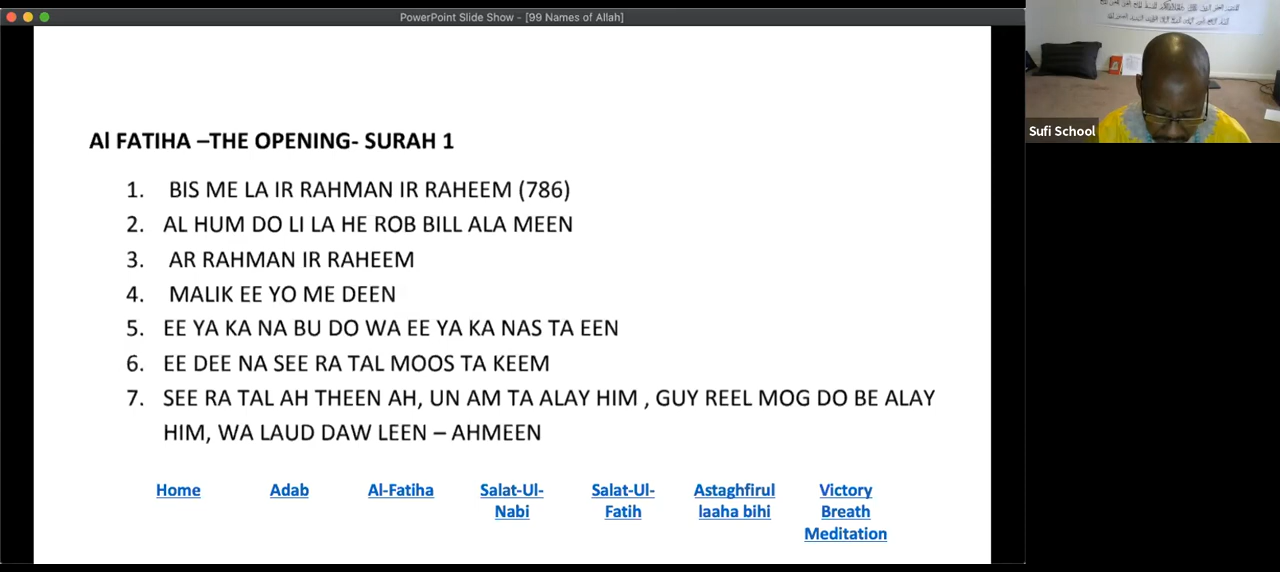 PowerPoint Slide Show - [99 Names of Allah]
Al FATIHA –THE OPENING- SURAH 1
1. BIS ME LA IR RAHMAN IR RAHEEM (786)
2. AL HUM DO LI LA HE ROB BILL ALA MEEN
3. AR RAHMAN IR RAHEEM
4. MALIK EE YO ME DEEN
5. EE YA KA NA BU DO WA EE YA KA NAS TA EEN
6. EE DEE NA SEE RA TAL MOOS TA KEEM
7. SEE RA TAL AH THEEN AH, UN AM TA ALAY HIM , GUY REEL MOG DO BE ALAY
HIM, WA LAUD DAW LEEN – AHMEEN
Home Adab Al-Fatiha Salat-Ul- Salat-Ul- Astaghfirul Victory
Nabi Fatih laaha bihi Breath
Meditation
Sufi School